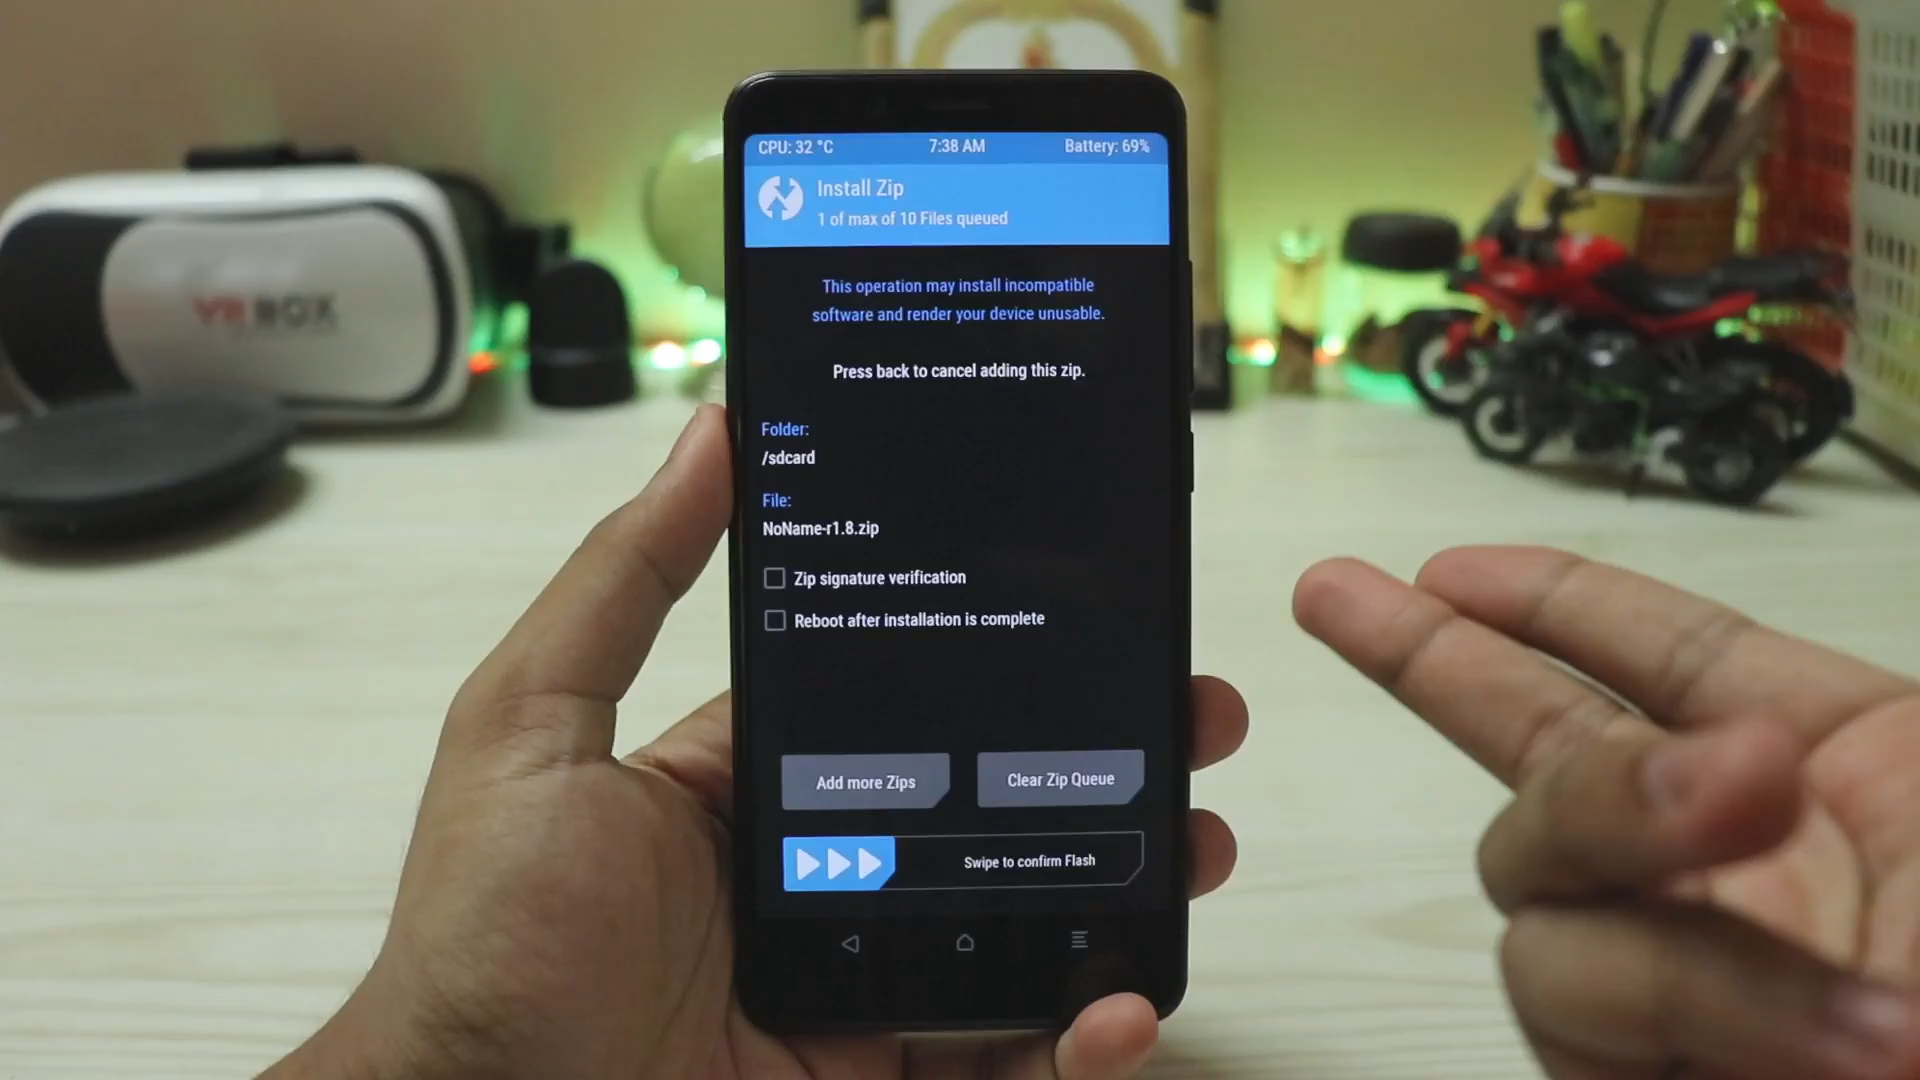 CPU: 32 °C 7:38 AM Battery: 69%
Install Zip
1 of max of 10 Files queued
This operation may install incompatible
software and render your device unusable.
Press back to cancel adding this zip.
Folder:
/sdcard
File:
NoName-r1.8.zip
Zip signature verification
Reboot after installation is complete
Add more Zips Clear Zip Queue
Swipe to confirm Flash
VR BOX